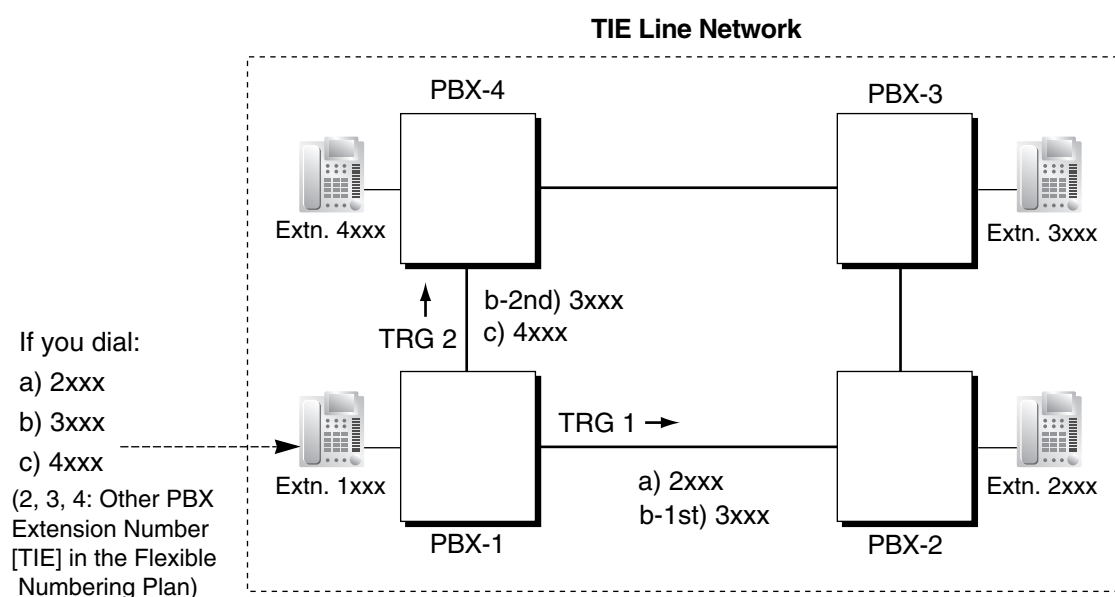 TIE Line Network
PBX-4
PBX-3
Extn. 4xxx
Extn. 3xxx
b-2nd) 3xxx
TRG 2
c) 4xxx
If you dial:
a) 2xxx
b) 3xxx
c) 4xxx
(2, 3, 4: Other PBX
Extension Number
[TIE] in the Flexible
Numbering Plan)
TRG 1
Extn. 1xxx
a) 2xxx
b-1st) 3xxx
Extn. 2xxx
PBX-1
PBX-2